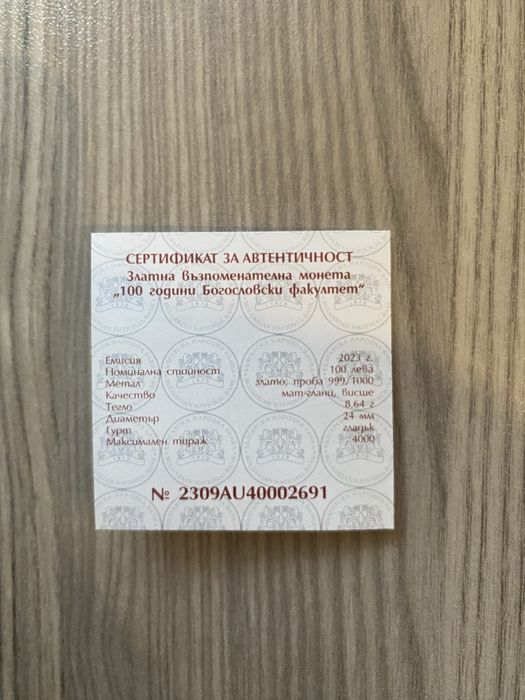 СЕРТИФИКАТ ЗА АВТЕНТИЧНОСТ
Златна възпоменателна монета
„100 години Богословски факултет“
Емисия 2023 г.
Номинална стойност 100 лева
Метал злато, проба 999/1000
Качество мат-гланц, висше
Тегло 8,64 г
Диаметър 24 мм
Гурт гладък
Максимален тираж 4000
№ 2309AU40002691